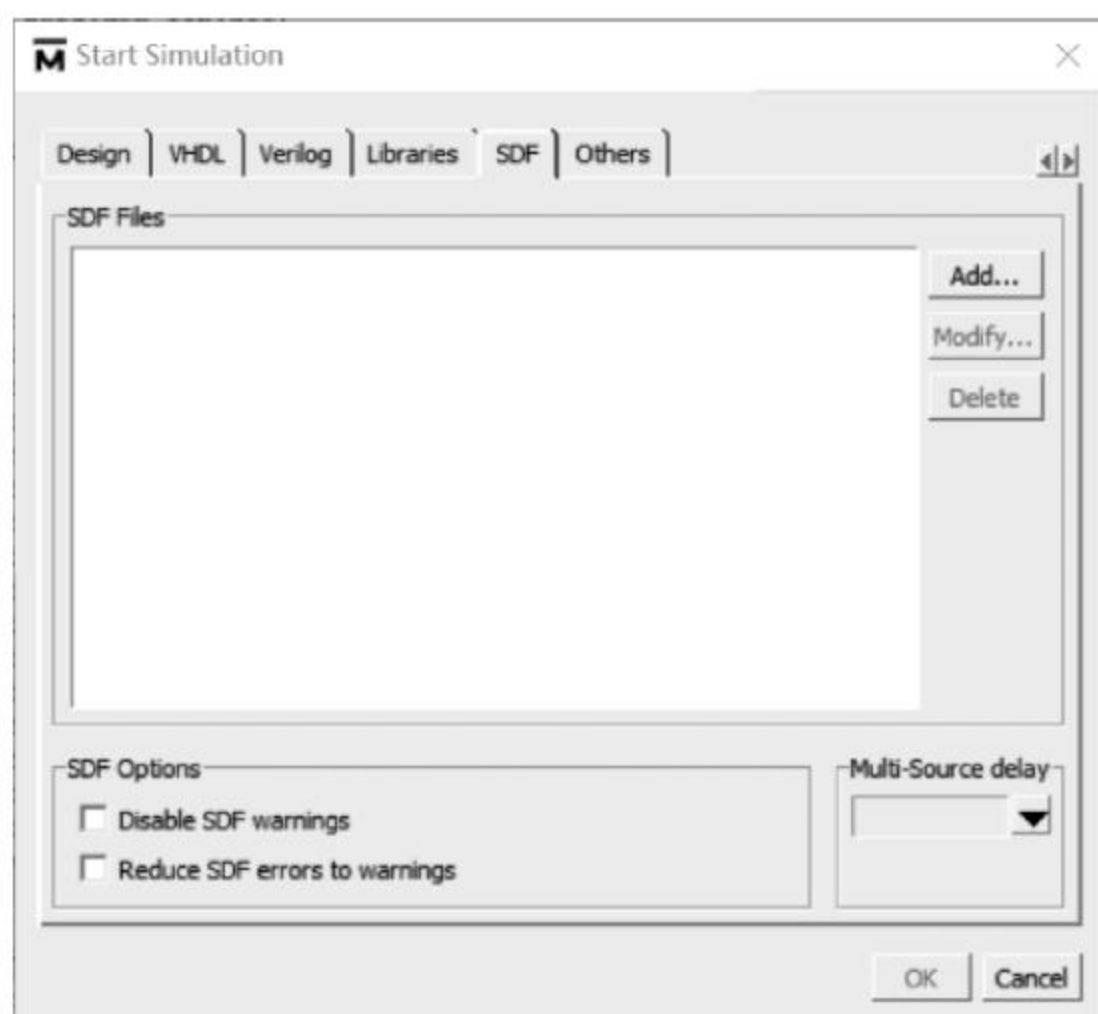 Start Simulation
Design VHDL Verilog Libraries SDF Others
SDF Files
Add...
Modify...
Delete
SDF Options
Multi-Source delay
Disable SDF warnings
Reduce SDF errors to warnings
OK Cancel